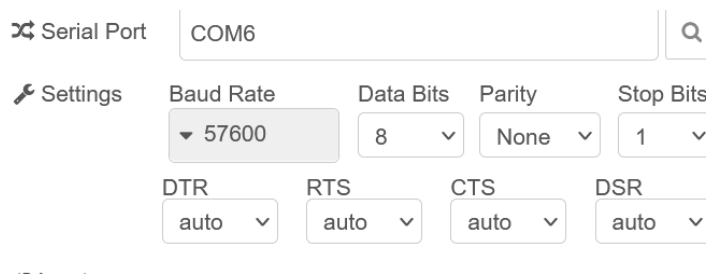 Serial Port COM6
Settings Baud Rate Data Bits Parity Stop Bits
57600 8 None 1
DTR RTS CTS DSR
auto auto auto auto